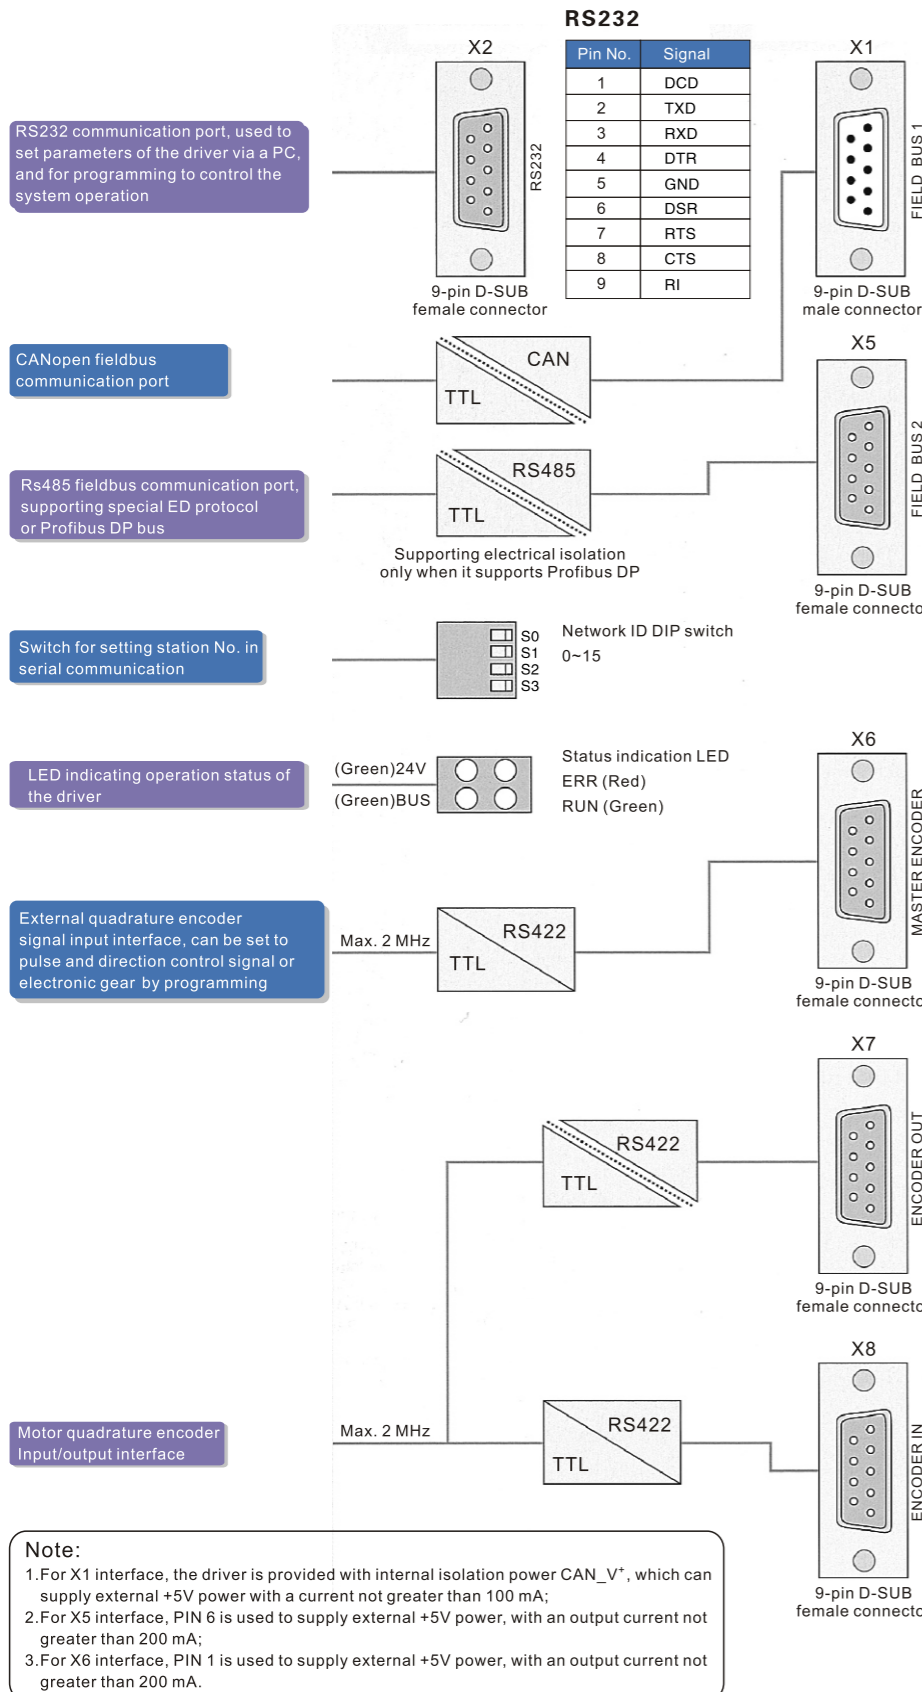 RS232
X2
Pin No. Signal
1 DCD
2 TXD
3 RXD
4 DTR
5 GND
6 DSR
7 RTS
8 CTS
9 RI
X1
RS232 communication port, used to
set parameters of the driver via a PC,
and for programming to control the
system operation
RS232
FIELD BUS 1
9-pin D-SUB
female connector
9-pin D-SUB
male connector
CANopen fieldbus
communication port
CAN
TTL
X5
FIELD BUS 2
Rs485 fieldbus communication port,
supporting special ED protocol
or Profibus DP bus
RS485
TTL
Supporting electrical isolation
only when it supports Profibus DP
9-pin D-SUB
female connecto
Switch for setting station No. in
serial communication
S0
S1
S2
S3
Network ID DIP switch
0~15
LED indicating operation status of
the driver
(Green)24V
(Green)BUS
Status indication LED
ERR (Red)
RUN (Green)
X6
MASTER ENCODER
External quadrature encoder
signal input interface, can be set to
pulse and direction control signal or
electronic gear by programming
Max. 2 MHz
RS422
TTL
9-pin D-SUB
female connecto
X7
ENCODER OUT
RS422
TTL
9-pin D-SUB
female connecto
X8
ENCODER IN
Motor quadrature encoder
Input/output interface
Max. 2 MHz
RS422
TTL
9-pin D-SUB
female connecto
Note:
1.For X1 interface, the driver is provided with internal isolation power CAN_V⁺, which can
supply external +5V power with a current not greater than 100 mA;
2.For X5 interface, PIN 6 is used to supply external +5V power, with an output current not
greater than 200 mA;
3.For X6 interface, PIN 1 is used to supply external +5V power, with an output current not
greater than 200 mA.